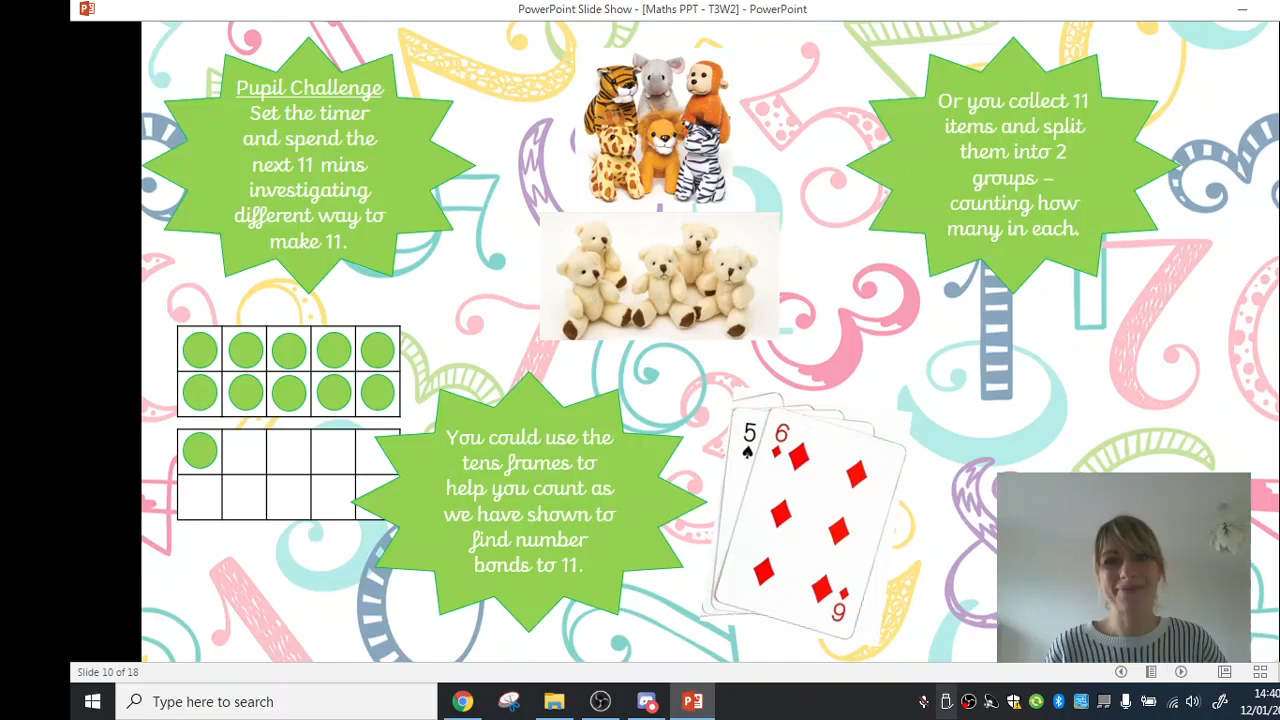 PowerPoint Slide Show - [Maths PPT - T3W2] - PowerPoint
Pupil Challenge
Set the timer
and spend the
next 11 mins
investigating
different way to
make 11.
Or you collect 11
items and split
them into 2
groups –
counting how
many in each.
You could use the
tens frames to
help you count as
we have shown to
find number
bonds to 11.
5
6
6
Slide 10 of 18
Type here to search
14:40
12/01/2